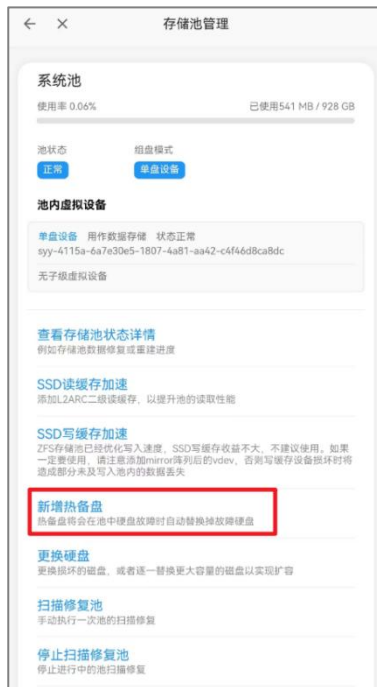 存储池管理
系统池
使用率 0.06%
已使用541 MB / 928 GB
池状态
组盘模式
正常
单盘设备
池内虚拟设备
单盘设备 用作数据存储 状态正常
syy-4115a-6a7e30e5-1807-4a81-aa42-c4f46d8ca8dc
无子级虚拟设备
查看存储池状态详情
例如存储池数据修复或重建进度
SSD读缓存加速
添加L2ARC二级读缓存，以提升池的读取性能
SSD写缓存加速
ZFS存储池已经优化写入速度，SSD写缓存收益不大，不建议使用。如果
一定要使用，请注意添加mirror阵列后的vdev，否则写缓存设备损坏时将
造成部分未及写入池内的数据丢失
新增热备盘
热备盘将会在池中硬盘故障时自动替换掉故障硬盘
更换硬盘
更换损坏的磁盘，或者逐一替换更大容量的磁盘以实现扩容
扫描修复池
手动执行一次池的扫描修复
停止扫描修复池
停止进行中的池扫描修复